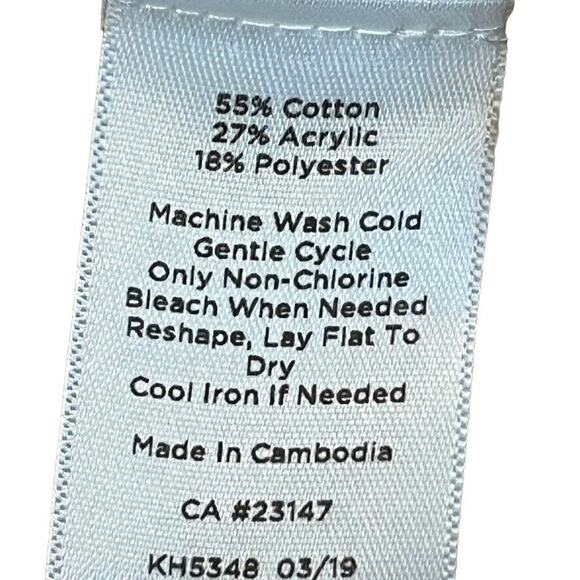 55% Cotton
27% Acrylic
18% Polyester
Machine Wash Cold
Gentle Cycle
Only Non-Chlorine
Bleach When Needed
Reshape, Lay Flat To
Dry
Cool Iron If Needed
Made In Cambodia
CA #23147
KH5348 03/19